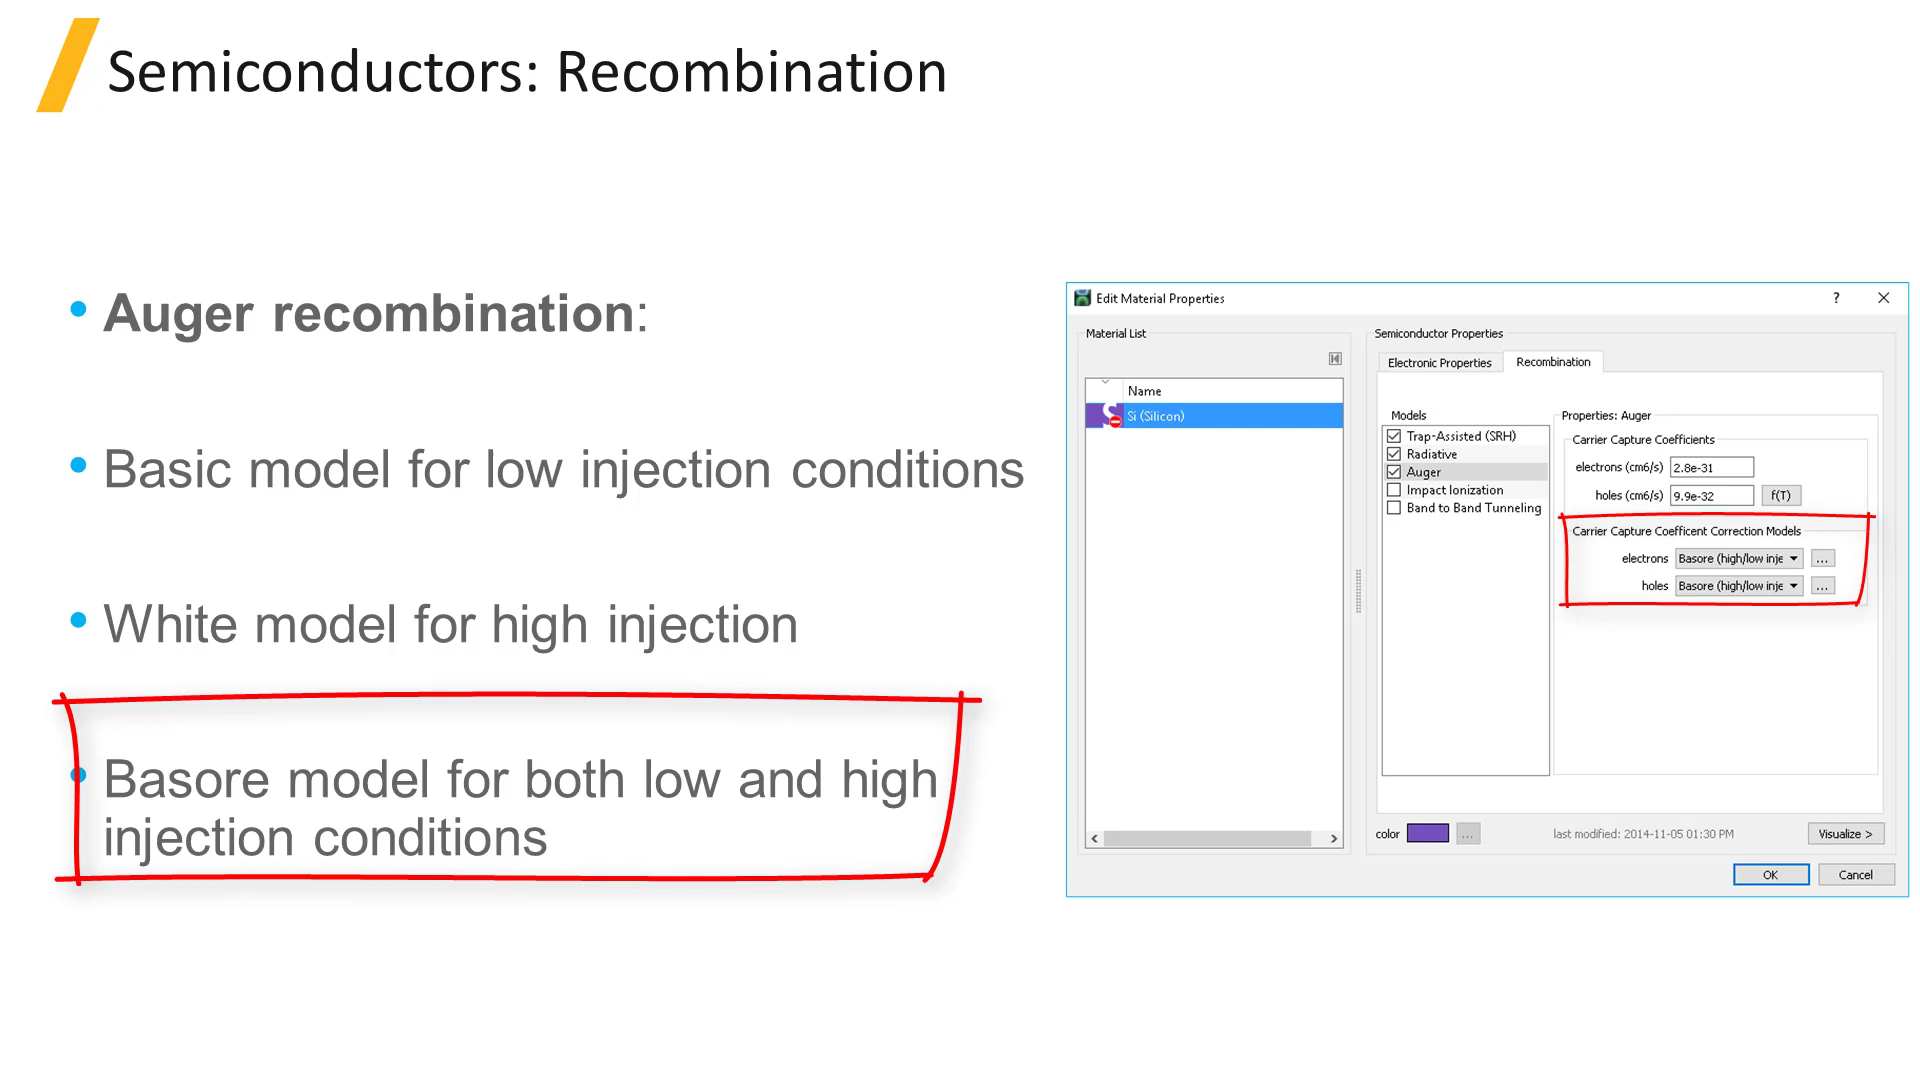 Semiconductors: Recombination
• Auger recombination:
• Basic model for low injection conditions
• White model for high injection
• Basore model for both low and high
injection conditions
Edit Material Properties
?
Material List
Name
Si (Silicon)
Semiconductor Properties
Electronic Properties
Recombination
Models
Trap-Assisted (SRH)
Radiative
Auger
Impact Ionization
Band to Band Tunneling
Properties: Auger
Carrier Capture Coefficients
electrons (cm6/s) 2.8e-31
holes (cm6/s) 9.9e-32 f(T)
Carrier Capture Coefficent Correction Models
electrons Basore (high/low inje ...
holes Basore (high/low inje ...
color ... last modified: 2014-11-05 01:30 PM Visualize >
OK Cancel